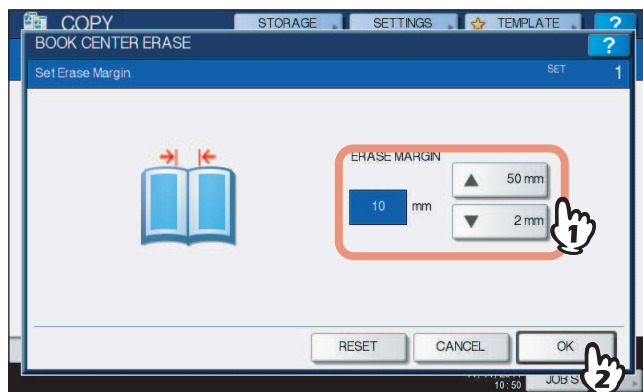 COPY STORAGE SETTINGS TEMPLATE ?
BOOK CENTER ERASE ?
Set Erase Margin SET 1
ERASE MARGIN
50 mm
10 mm
2 mm
1
RESET CANCEL OK
2
10:50 JOB S